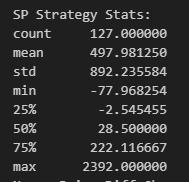 SP Strategy Stats:
count 127.000000
mean 497.981250
std 892.235584
min -77.968254
25% -2.545455
50% 28.500000
75% 222.116667
max 2392.000000